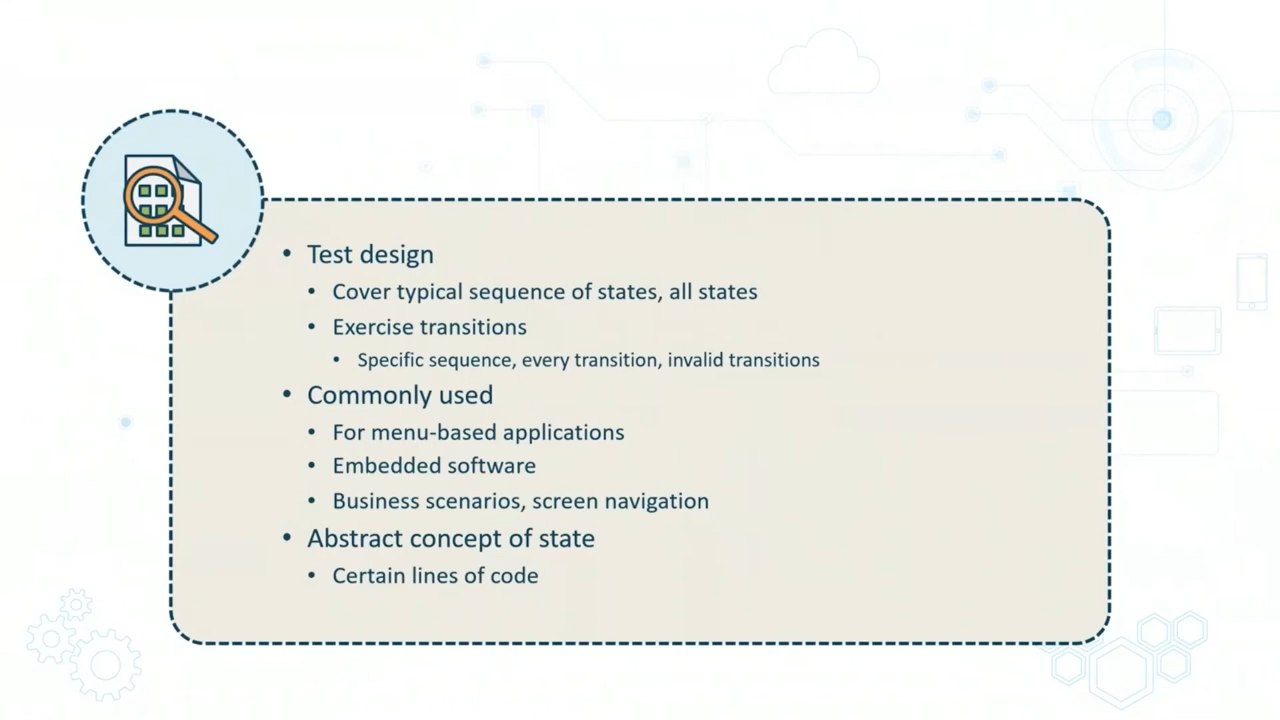 • Test design
• Cover typical sequence of states, all states
• Exercise transitions
• Specific sequence, every transition, invalid transitions
• Commonly used
• For menu-based applications
• Embedded software
• Business scenarios, screen navigation
• Abstract concept of state
• Certain lines of code